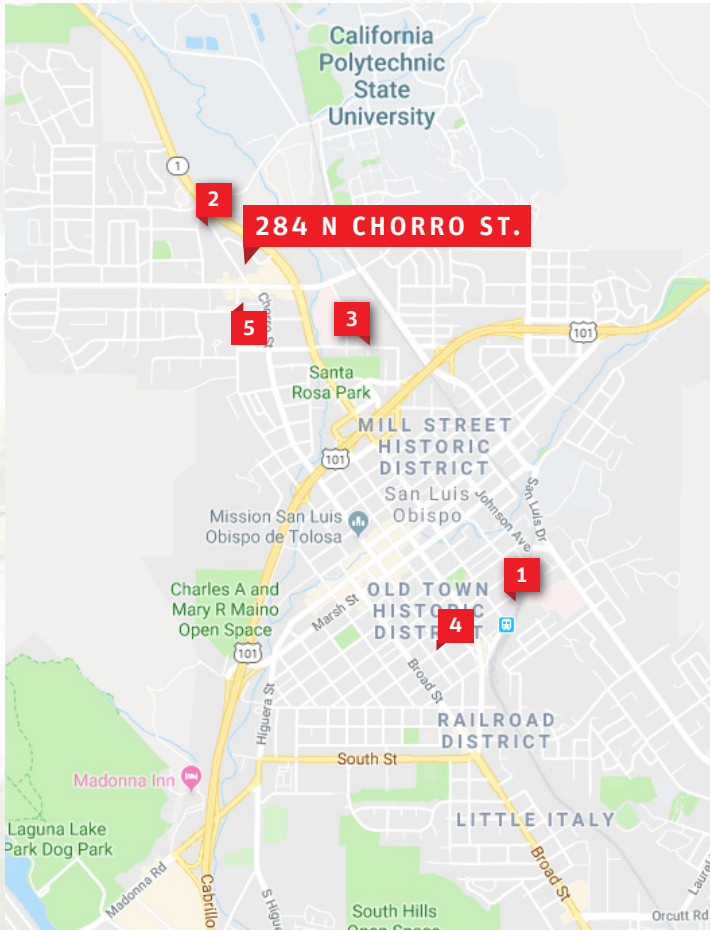 California
Polytechnic
State
University
1
2
284 N CHORRO ST.
Chorro St
5
3
101
Santa
Rosa Park
MILL STREET
HISTORIC
DISTRICT
101
San Luis
Obispo
Johnson Ave
San Luis Dr
Mission San Luis
Obispo de Tolosa
1
Charles A and
Mary R Maino
Open Space
OLD TOWN
HISTORIC
DISTRICT
Marsh St
4
101
Broad St
Higuera St
RAILROAD
DISTRICT
South St
Madonna Inn
LITTLE ITALY
Laguna Lake
Park Dog Park
Broad St
Madonna Rd
Cabrillo
S Higue
South Hills
Open Space
Laurel
Orcutt Rd